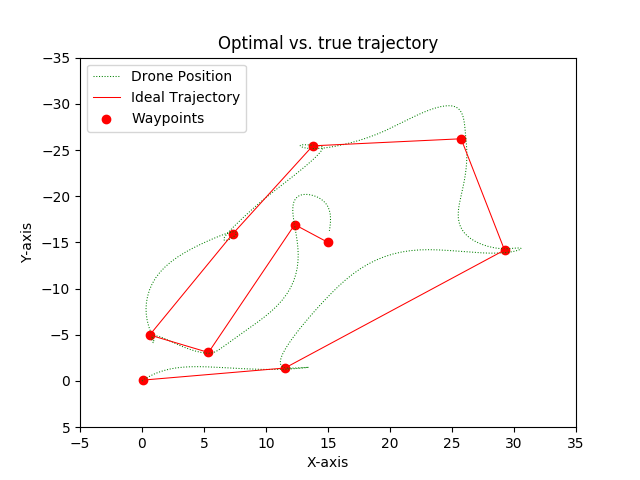 Optimal vs. true trajectory
Drone Position
Ideal Trajectory
Waypoints
Y-axis
−35
−30
−25
−20
−15
−10
−5
0
5
−5 0 5 10 15 20 25 30 35
X-axis